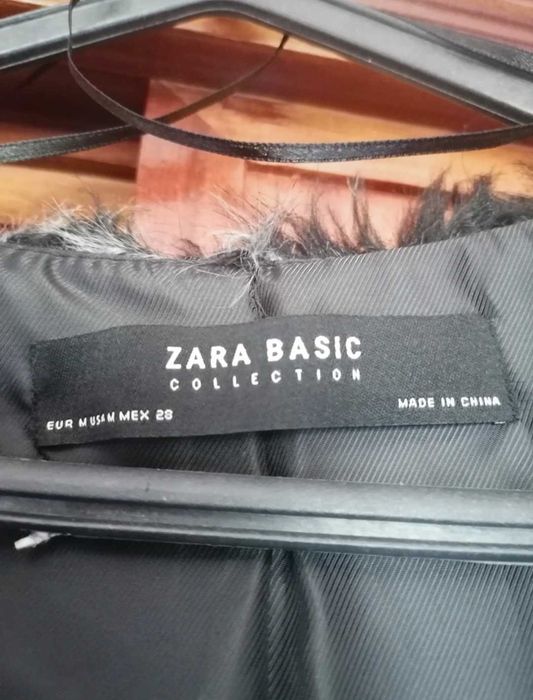 ZARA BASIC
COLLECTION
EUR M USA M MEX 28
MADE IN CHINA